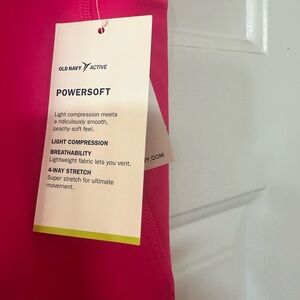 OLD NAVY ACTIVE
POWERSOFT
Light compression meets
a ridiculously smooth,
peachy-soft feel.
LIGHT COMPRESSION
BREATHABILITY
Lightweight fabric lets you vent.
4-WAY STRETCH
Super stretch for ultimate
movement.
Y.COM